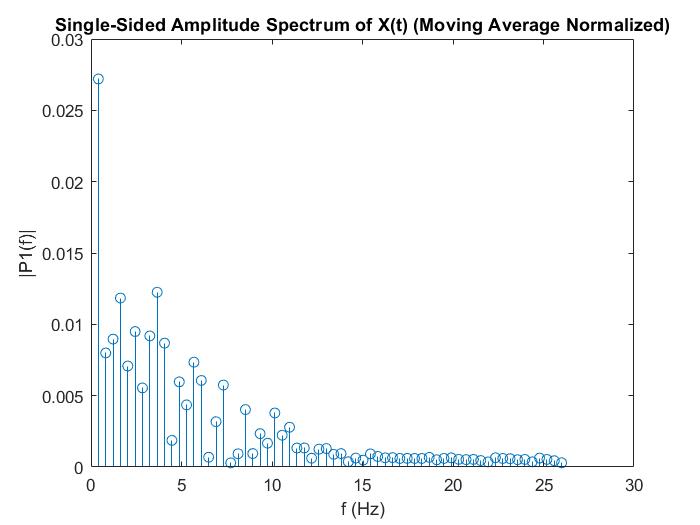 Single-Sided Amplitude Spectrum of X(t) (Moving Average Normalized)
0.03
0.025
0.02
0.015
0.01
0.005
0
|P1(f)|
0 5 10 15 20 25 30
f (Hz)